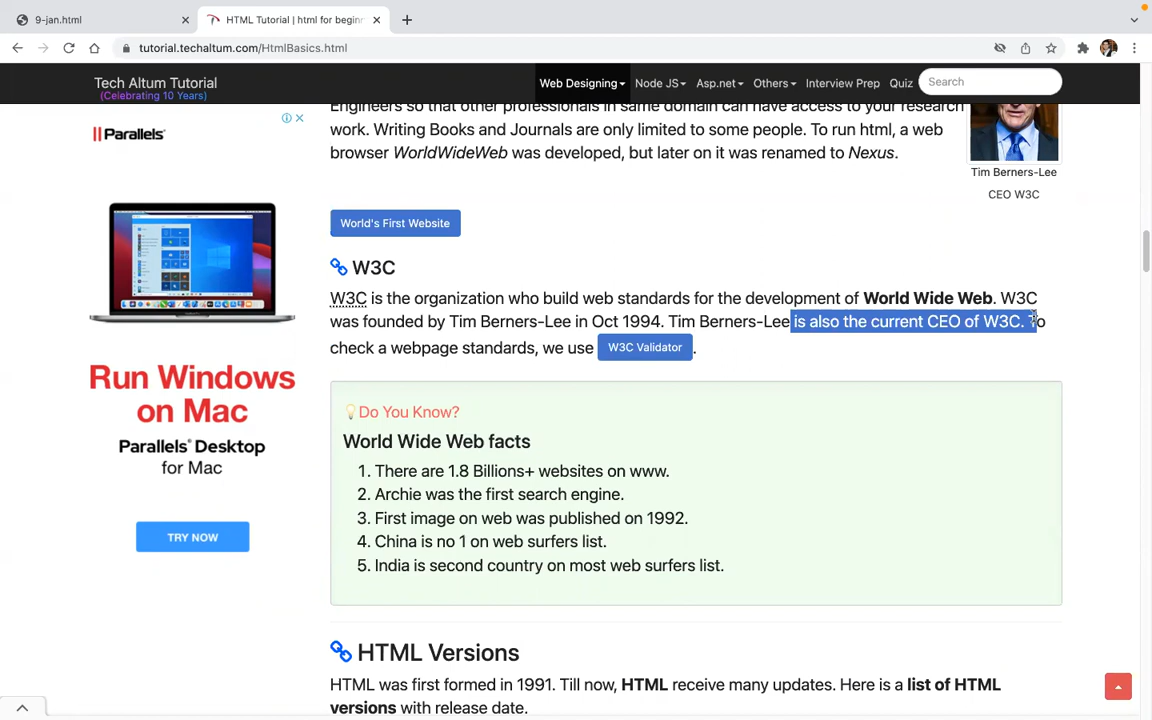 9-jan.html
HTML Tutorial | html for beginn
tutorial.techaltum.com/HtmlBasics.html
Tech Altum Tutorial
(Celebrating 10 Years)
Web Designing
Node JS
Asp.net
Others
Interview Prep
Quiz
Search
Engineers so that other professionals in same domain can have access to your research
work. Writing Books and Journals are only limited to some people. To run html, a web
browser WorldWideWeb was developed, but later on it was renamed to Nexus.
Tim Berners-Lee
CEO W3C
Parallels
World's First Website
W3C
W3C is the organization who build web standards for the development of World Wide Web. W3C
was founded by Tim Berners-Lee in Oct 1994. Tim Berners-Lee is also the current CEO of W3C. To
check a webpage standards, we use W3C Validator.
Run Windows
on Mac
Parallels® Desktop
for Mac
TRY NOW
Do You Know?
World Wide Web facts
1. There are 1.8 Billions+ websites on www.
2. Archie was the first search engine.
3. First image on web was published on 1992.
4. China is no 1 on web surfers list.
5. India is second country on most web surfers list.
HTML Versions
HTML was first formed in 1991. Till now, HTML receive many updates. Here is a list of HTML
versions with release date.